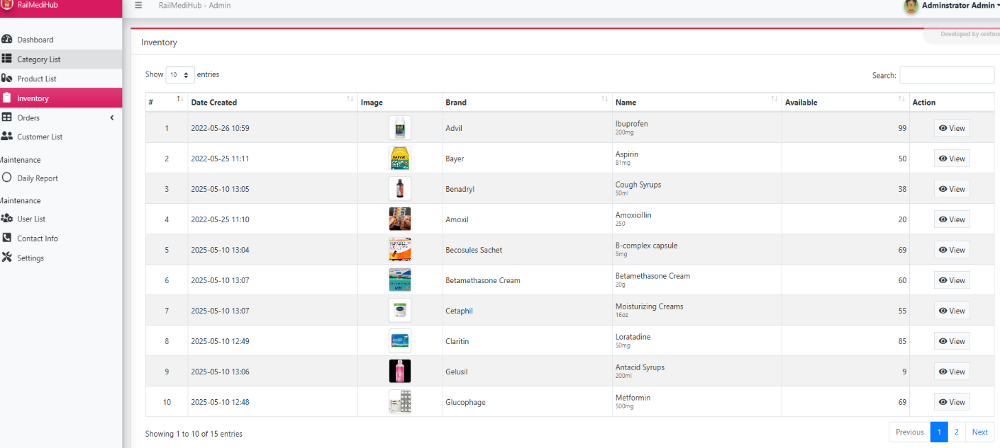 RailMediHub
RailMediHub - Admin
Adminstrator Admin
Developed by oretno
Dashboard
Category List
Product List
Inventory
Orders
Customer List
Maintenance
Daily Report
Maintenance
User List
Contact Info
Settings
Inventory
Show 10 entries
Search:
# Date Created Image Brand Name Available Action
1 2022-05-26 10:59 Advil Ibuprofen 99 View
200mg
2 2022-05-25 11:11 Bayer Aspirin 50 View
81mg
3 2025-05-10 13:05 Benadryl Cough Syrups 38 View
50ml
4 2022-05-25 11:10 Amoxil Amoxicillin 20 View
250
5 2025-05-10 13:04 Becosules Sachet B-complex capsule 69 View
5mg
6 2025-05-10 13:07 Betamethasone Cream Betamethasone Cream 60 View
20g
7 2025-05-10 13:07 Cetaphil Moisturizing Creams 55 View
16oz
8 2025-05-10 12:49 Claritin Loratadine 85 View
50mg
9 2025-05-10 13:06 Gelusil Antacid Syrups 9 View
200ml
10 2025-05-10 12:48 Glucophage Metformin 69 View
500mg
Showing 1 to 10 of 15 entries
Previous 1 2 Next